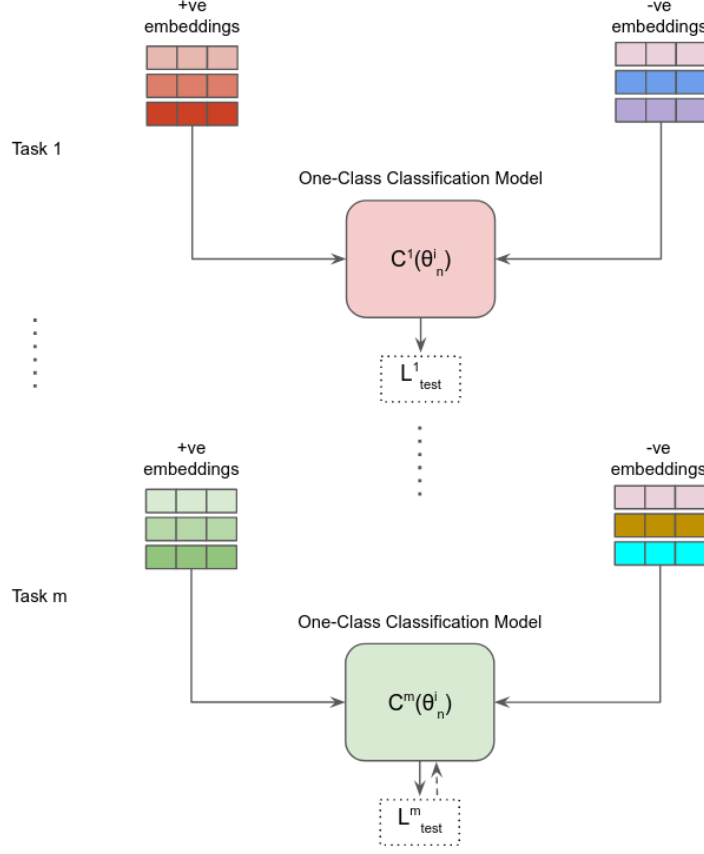 +ve
embeddings
-ve
embeddings
Task 1
One-Class Classification Model
C¹(θⁱₙ)
L¹test
+ve
embeddings
-ve
embeddings
Task m
One-Class Classification Model
Cᵐ(θⁱₙ)
Lᵐtest